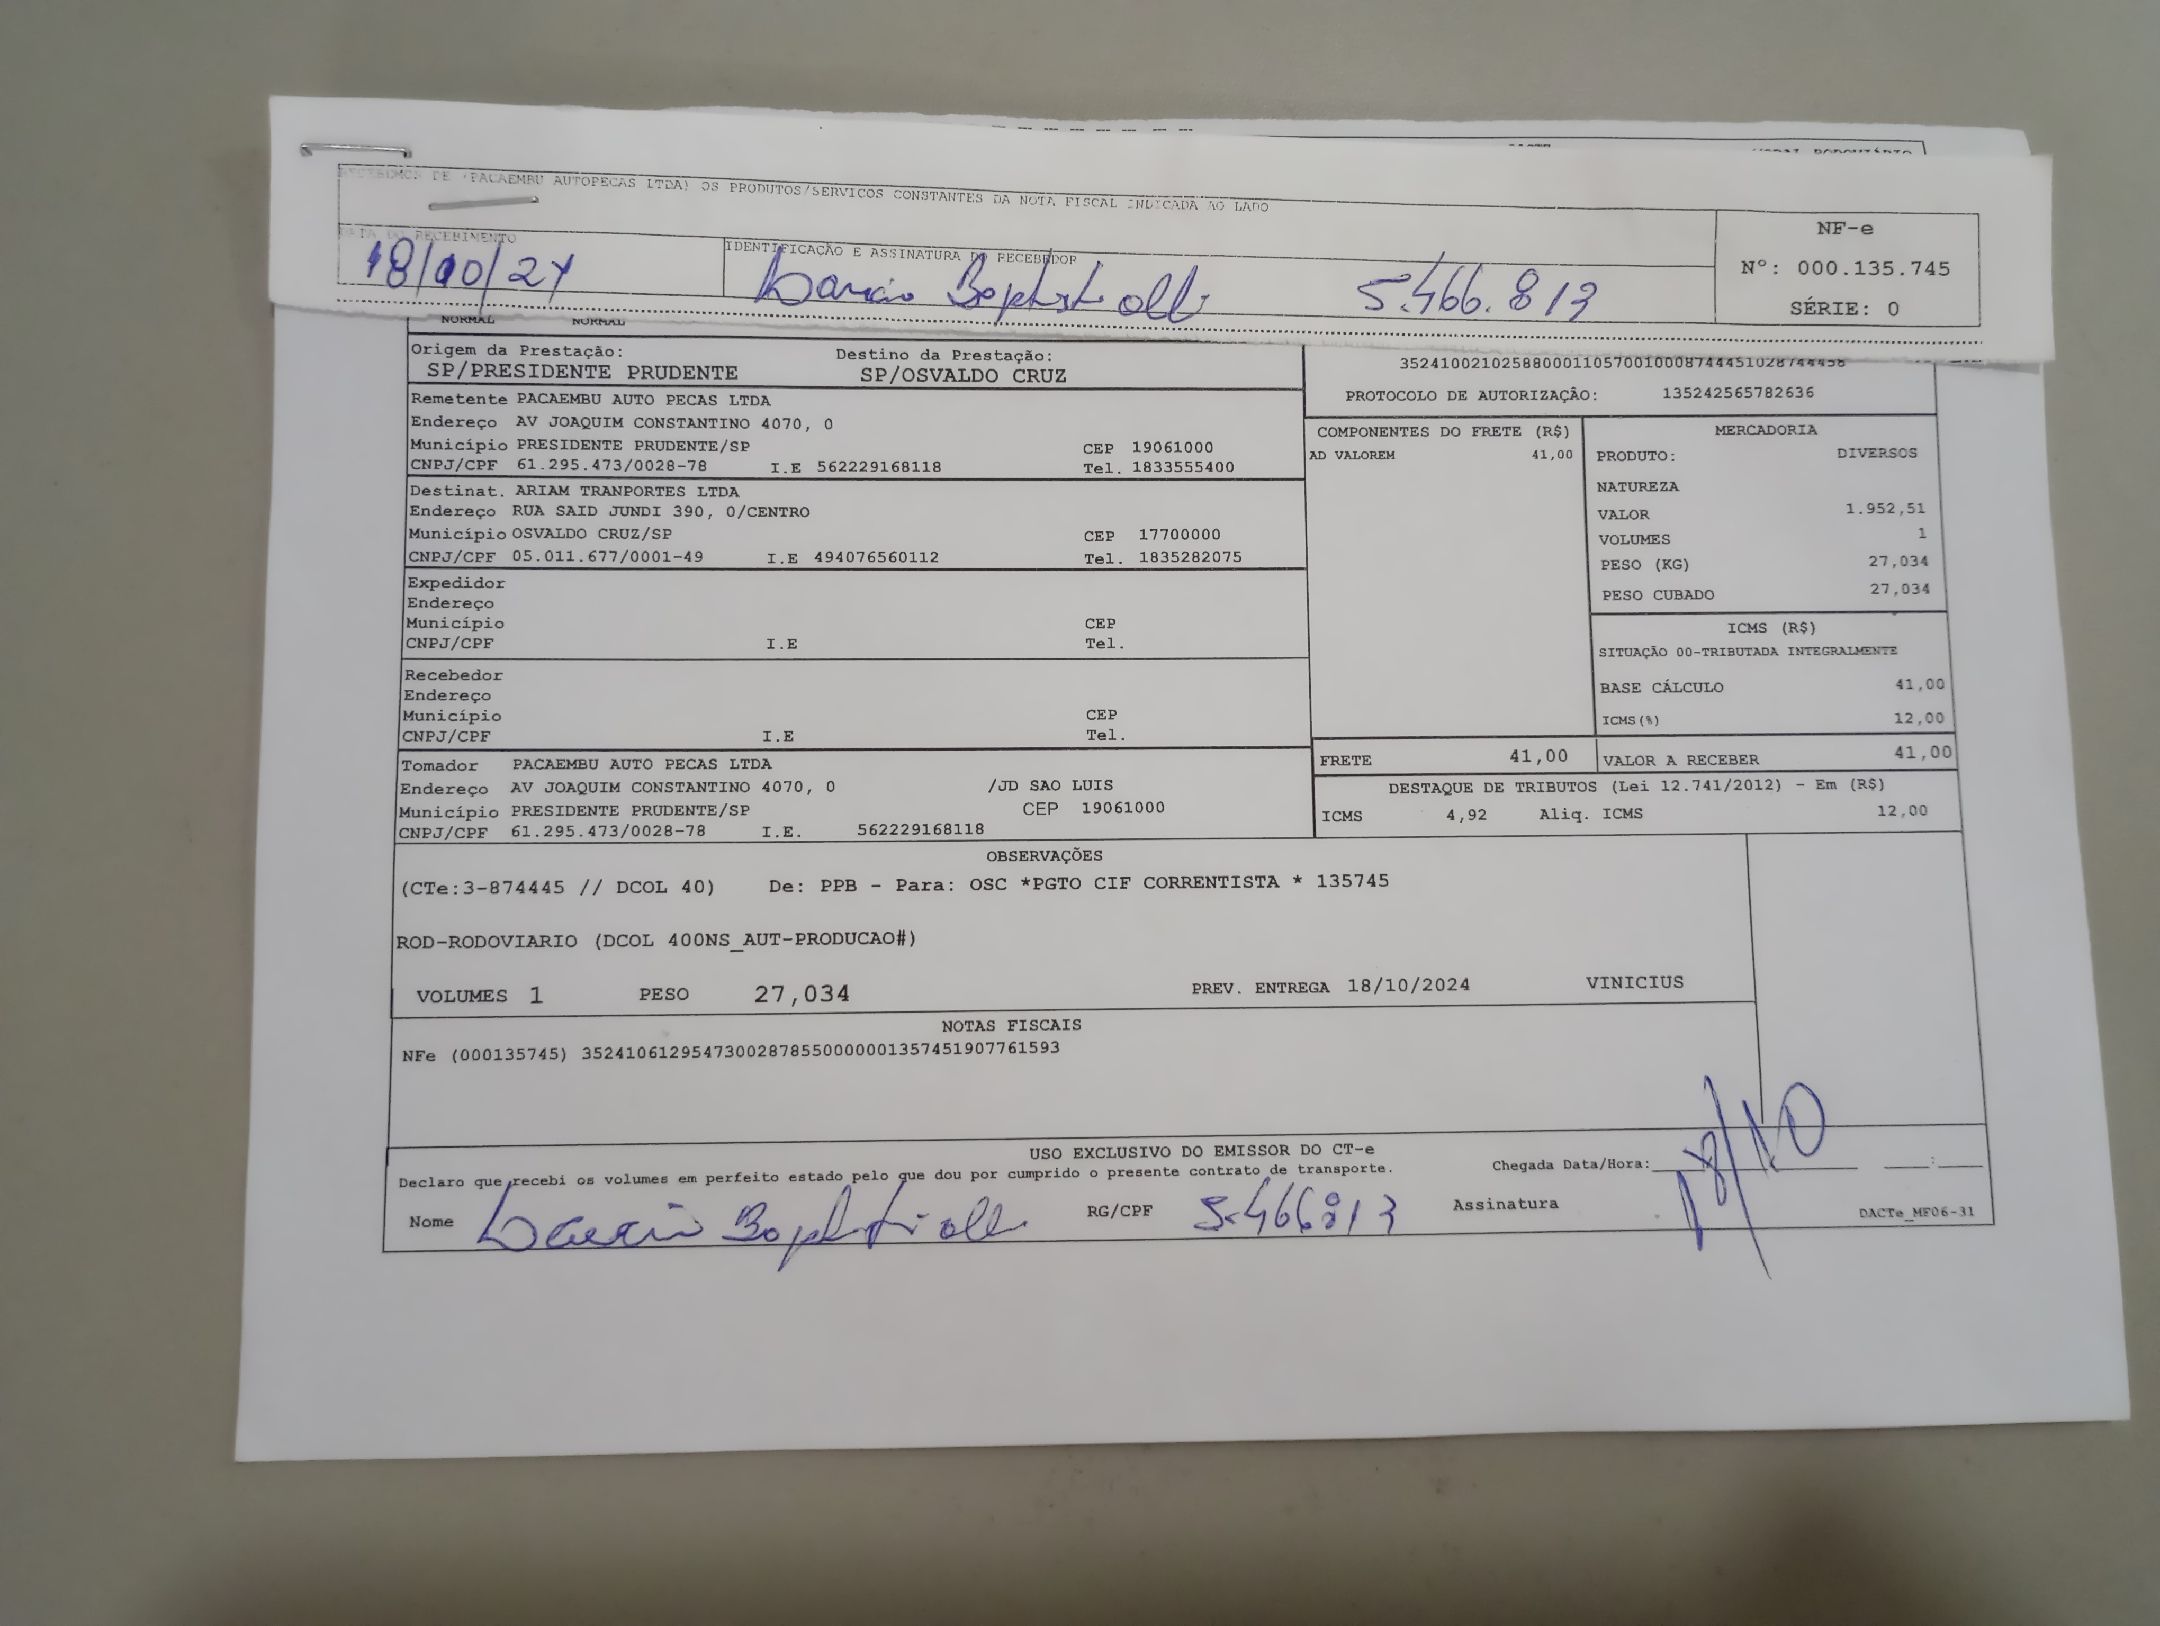 RECEBEMOS DE (PACAEMBU AUTOPECAS LTDA) OS PRODUTOS/SERVICOS CONSTANTES DA NOTA FISCAL INDICADA AO LADO
DATA DO RECEBIMENTO
18/10/24
IDENTIFICAÇÃO E ASSINATURA DO RECEBEDOR
5.466.813
NF-e
Nº: 000.135.745
SÉRIE: 0
NORMAL NORMAL
Origem da Prestação: Destino da Prestação:
SP/PRESIDENTE PRUDENTE SP/OSVALDO CRUZ
35241002102588000110570010008744451028744458
PROTOCOLO DE AUTORIZAÇÃO: 135242565782636
Remetente PACAEMBU AUTO PECAS LTDA
Endereço AV JOAQUIM CONSTANTINO 4070, 0
Município PRESIDENTE PRUDENTE/SP CEP 19061000
CNPJ/CPF 61.295.473/0028-78 I.E 562229168118 Tel. 1833555400
Destinat. ARIAM TRANPORTES LTDA
Endereço RUA SAID JUNDI 390, 0/CENTRO
Município OSVALDO CRUZ/SP CEP 17700000
CNPJ/CPF 05.011.677/0001-49 I.E 494076560112 Tel. 1835282075
Expedidor
Endereço
Município CEP
CNPJ/CPF I.E Tel.
Recebedor
Endereço
Município CEP
CNPJ/CPF I.E Tel.
Tomador PACAEMBU AUTO PECAS LTDA
Endereço AV JOAQUIM CONSTANTINO 4070, 0 /JD SAO LUIS
Município PRESIDENTE PRUDENTE/SP CEP 19061000
CNPJ/CPF 61.295.473/0028-78 I.E. 562229168118
COMPONENTES DO FRETE (R$)
AD VALOREM 41,00
MERCADORIA
PRODUTO: DIVERSOS
NATUREZA
VALOR 1.952,51
VOLUMES 1
PESO (KG) 27,034
PESO CUBADO 27,034
ICMS (R$)
SITUAÇÃO 00-TRIBUTADA INTEGRALMENTE
BASE CÁLCULO 41,00
ICMS(%) 12,00
FRETE 41,00 VALOR A RECEBER 41,00
DESTAQUE DE TRIBUTOS (Lei 12.741/2012) - Em (R$)
ICMS 4,92 Aliq. ICMS 12,00
OBSERVAÇÕES
(CTe:3-874445 // DCOL 40) De: PPB - Para: OSC *PGTO CIF CORRENTISTA * 135745
ROD-RODOVIARIO (DCOL 400NS_AUT-PRODUCAO#)
VOLUMES 1 PESO 27,034 PREV. ENTREGA 18/10/2024 VINICIUS
NOTAS FISCAIS
NFe (000135745) 35241061295473002878550000001357451907761593
USO EXCLUSIVO DO EMISSOR DO CT-e
Declaro que recebi os volumes em perfeito estado pelo que dou por cumprido o presente contrato de transporte.
Chegada Data/Hora: 18/10 :
Nome RG/CPF 5.466813 Assinatura
DACTe_MF06-31